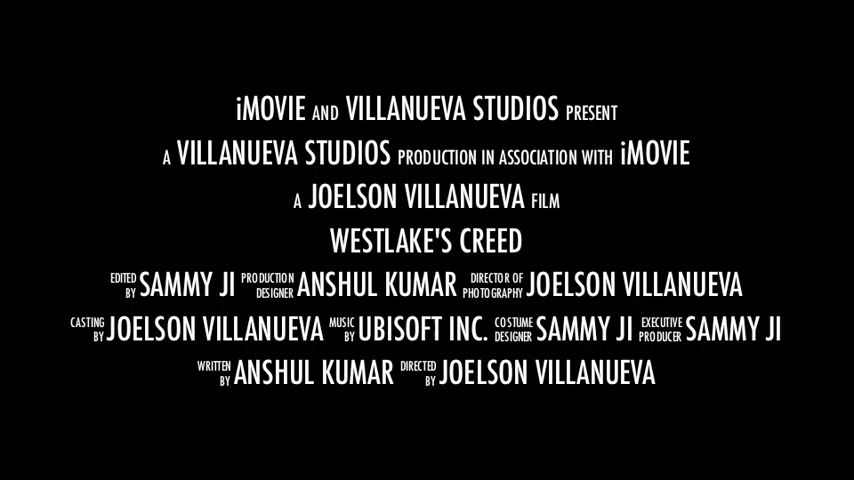 iMOVIE AND VILLANUEVA STUDIOS PRESENT
A VILLANUEVA STUDIOS PRODUCTION IN ASSOCIATION WITH iMOVIE
A JOELSON VILLANUEVA FILM
WESTLAKE'S CREED
EDITED BY SAMMY JI PRODUCTION DESIGNER ANSHUL KUMAR DIRECTOR OF PHOTOGRAPHY JOELSON VILLANUEVA
CASTING BY JOELSON VILLANUEVA MUSIC BY UBISOFT INC. COSTUME DESIGNER SAMMY JI EXECUTIVE PRODUCER SAMMY JI
WRITTEN BY ANSHUL KUMAR DIRECTED BY JOELSON VILLANUEVA